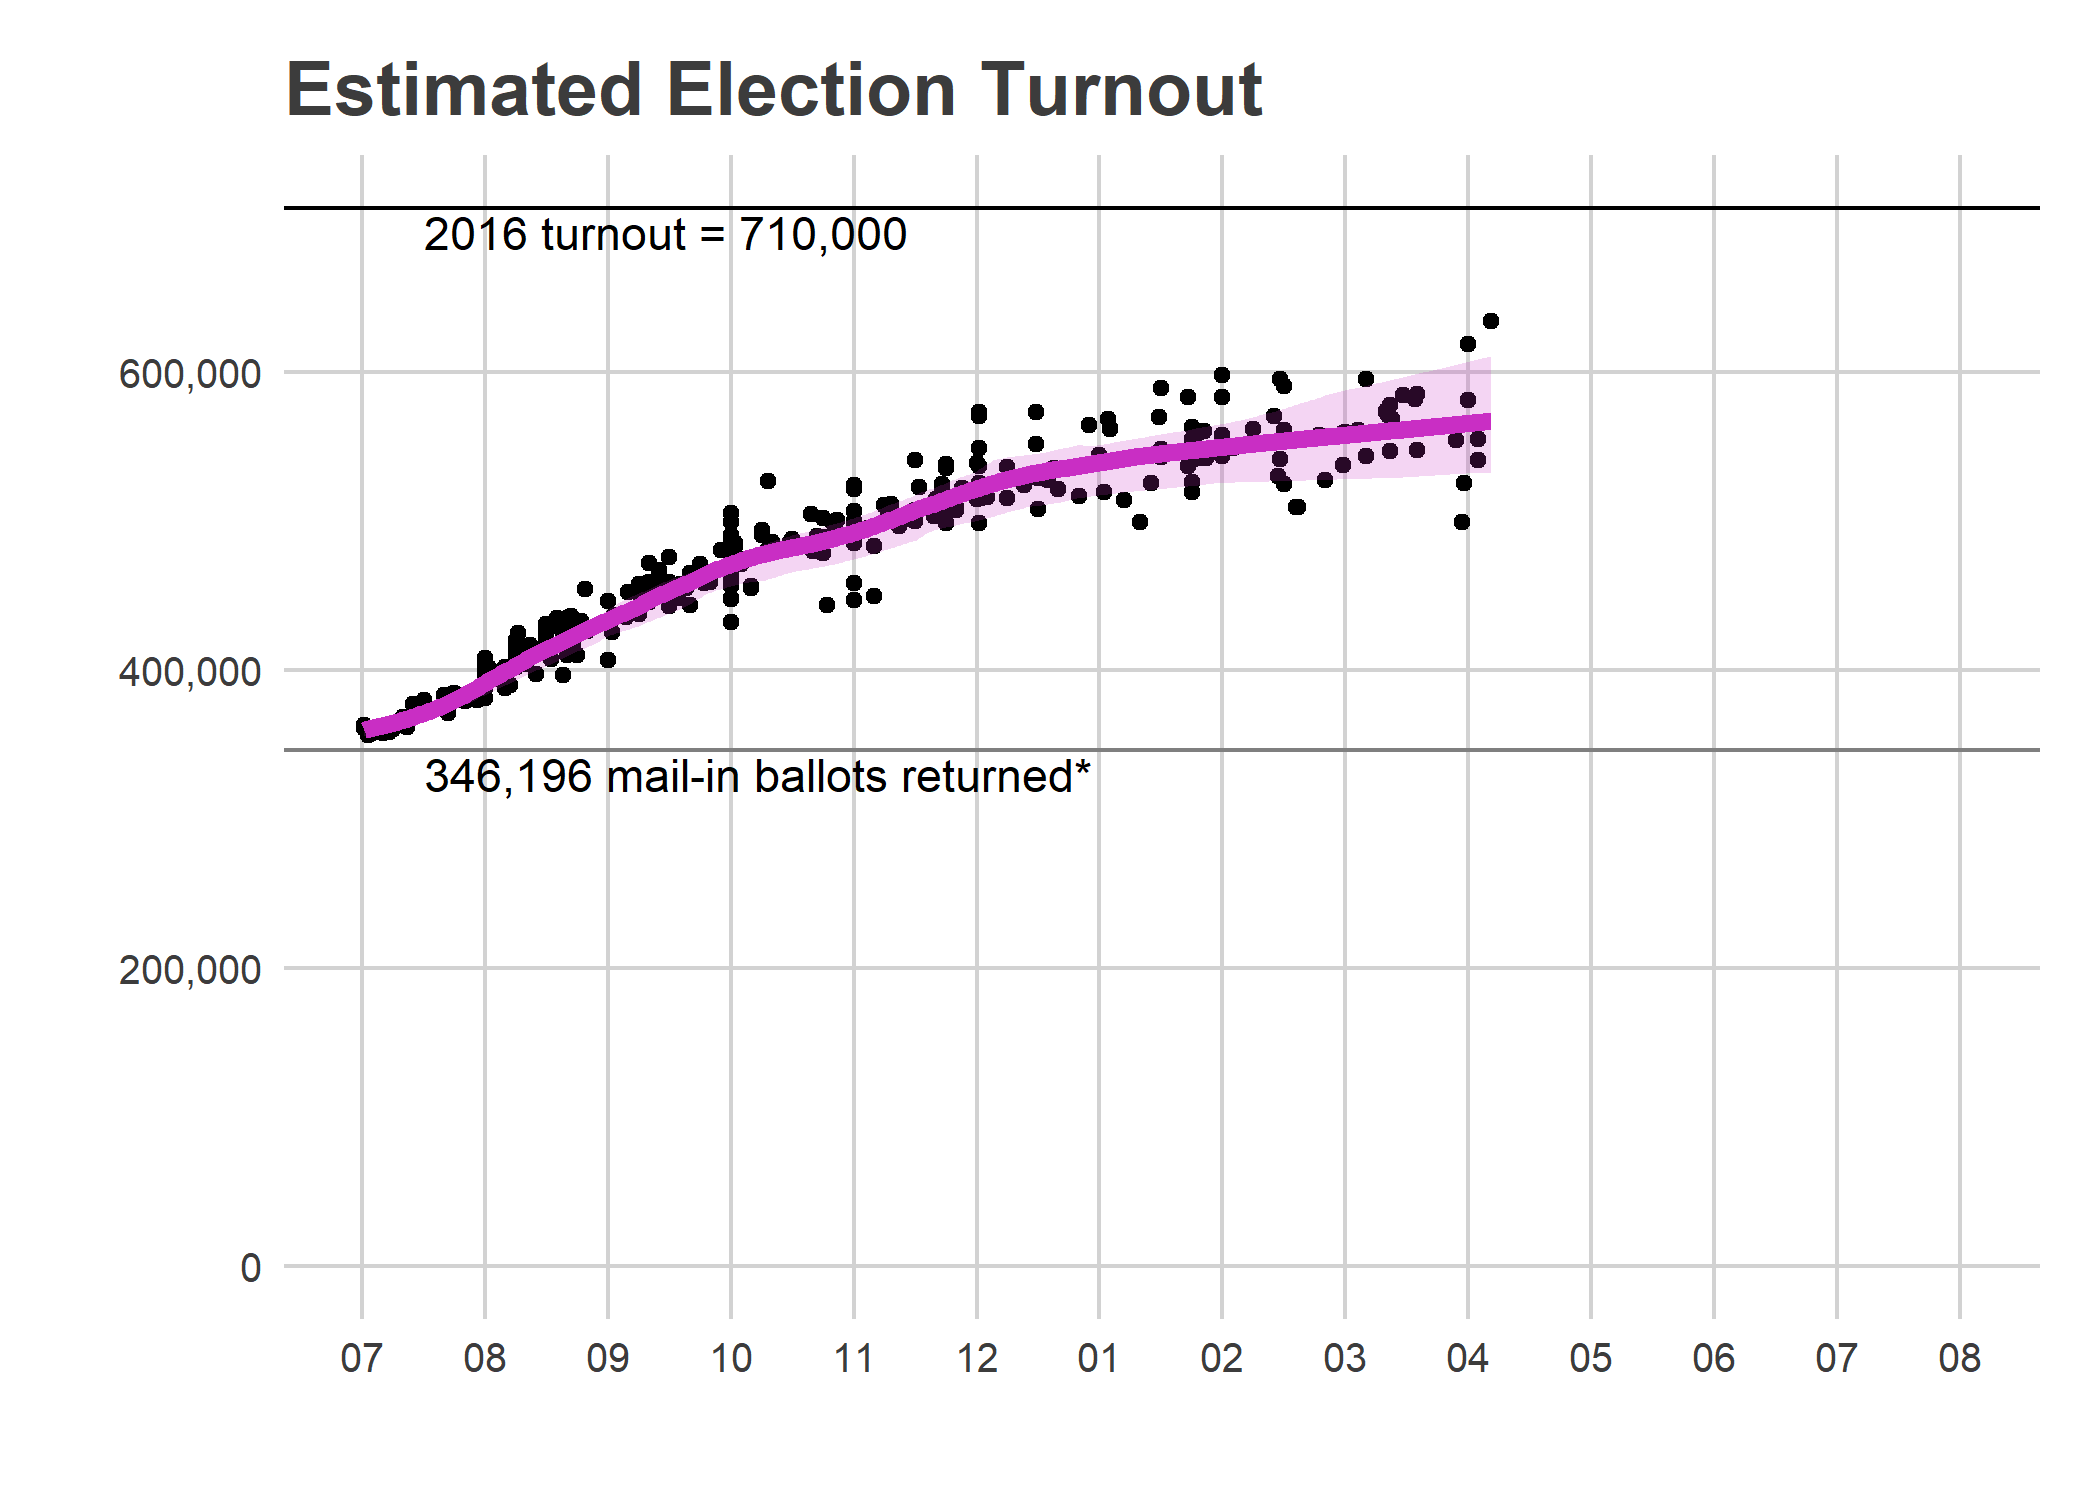 Estimated Election Turnout
2016 turnout = 710,000
600,000
400,000
346,196 mail-in ballots returned*
200,000
0
07 08 09 10 11 12 01 02 03 04 05 06 07 08